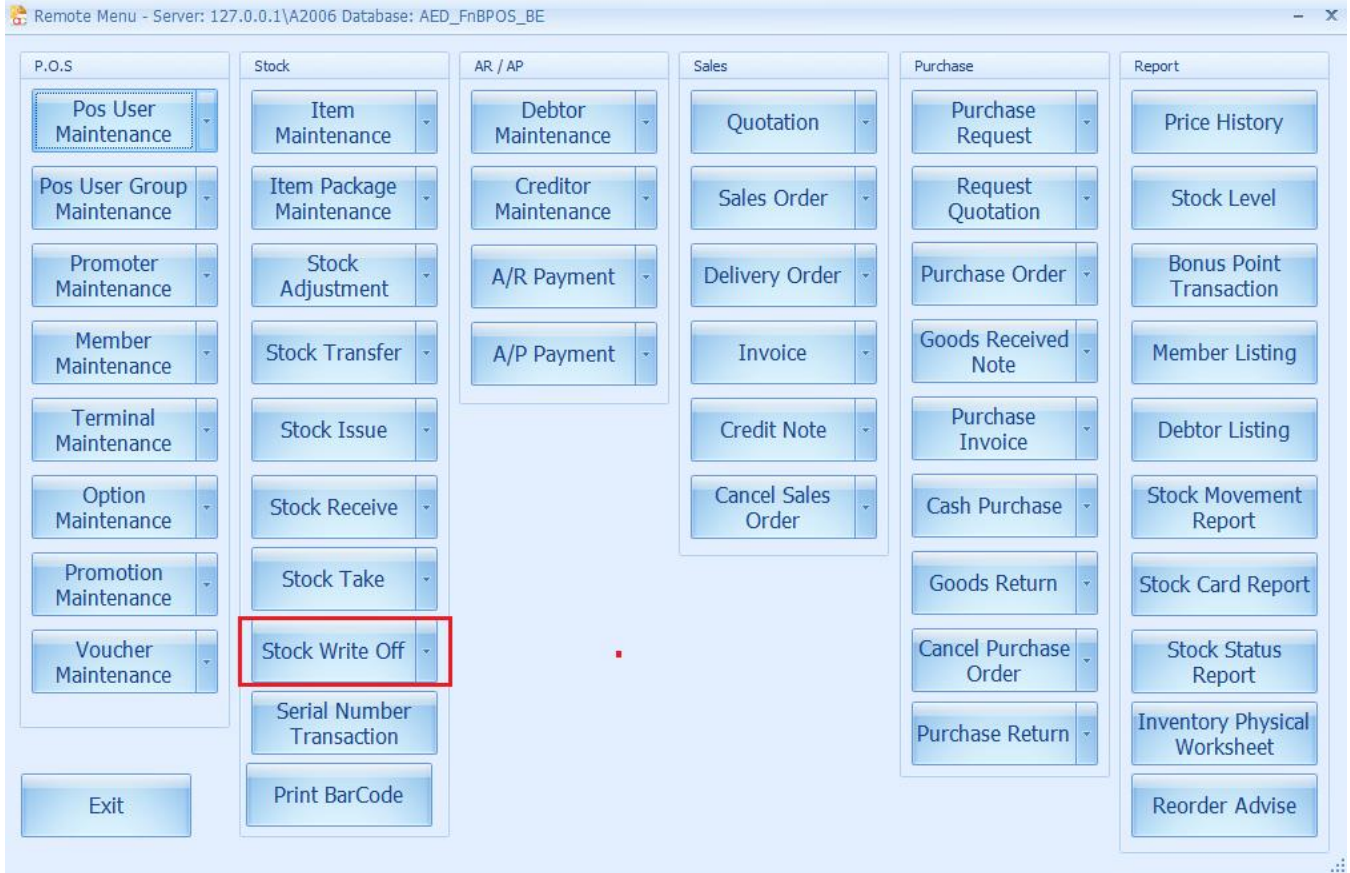 Remote Menu - Server: 127.0.0.1\A2006 Database: AED_FnBPOS_BE
P.O.S
Pos User
Maintenance
Pos User Group
Maintenance
Promoter
Maintenance
Member
Maintenance
Terminal
Maintenance
Option
Maintenance
Promotion
Maintenance
Voucher
Maintenance
Exit
Stock
Item
Maintenance
Item Package
Maintenance
Stock
Adjustment
Stock Transfer
Stock Issue
Stock Receive
Stock Take
Stock Write Off
Serial Number
Transaction
Print BarCode
AR / AP
Debtor
Maintenance
Creditor
Maintenance
A/R Payment
A/P Payment
Sales
Quotation
Sales Order
Delivery Order
Invoice
Credit Note
Cancel Sales
Order
Purchase
Purchase
Request
Request
Quotation
Purchase Order
Goods Received
Note
Purchase
Invoice
Cash Purchase
Goods Return
Cancel Purchase
Order
Purchase Return
Report
Price History
Stock Level
Bonus Point
Transaction
Member Listing
Debtor Listing
Stock Movement
Report
Stock Card Report
Stock Status
Report
Inventory Physical
Worksheet
Reorder Advise